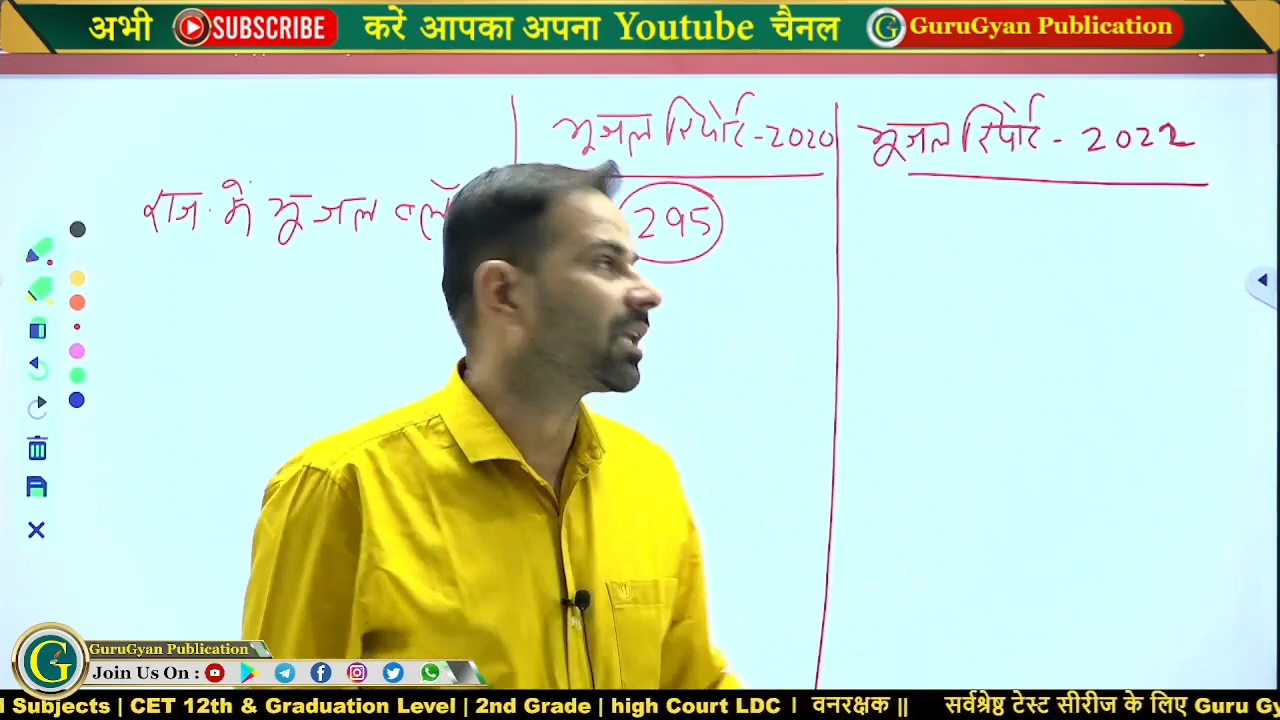 अभी SUBSCRIBE करें आपका अपना Youtube चैनल GuruGyan Publication
भूजल रिपोर्ट - 2020
भूजल रिपोर्ट - 2022
राज. में भूजल
295
GuruGyan Publication
Join Us On :
Subjects | CET 12th & Graduation Level | 2nd Grade | high Court LDC । वनरक्षक || सर्वश्रेष्ठ टेस्ट सीरीज के लिए Guru